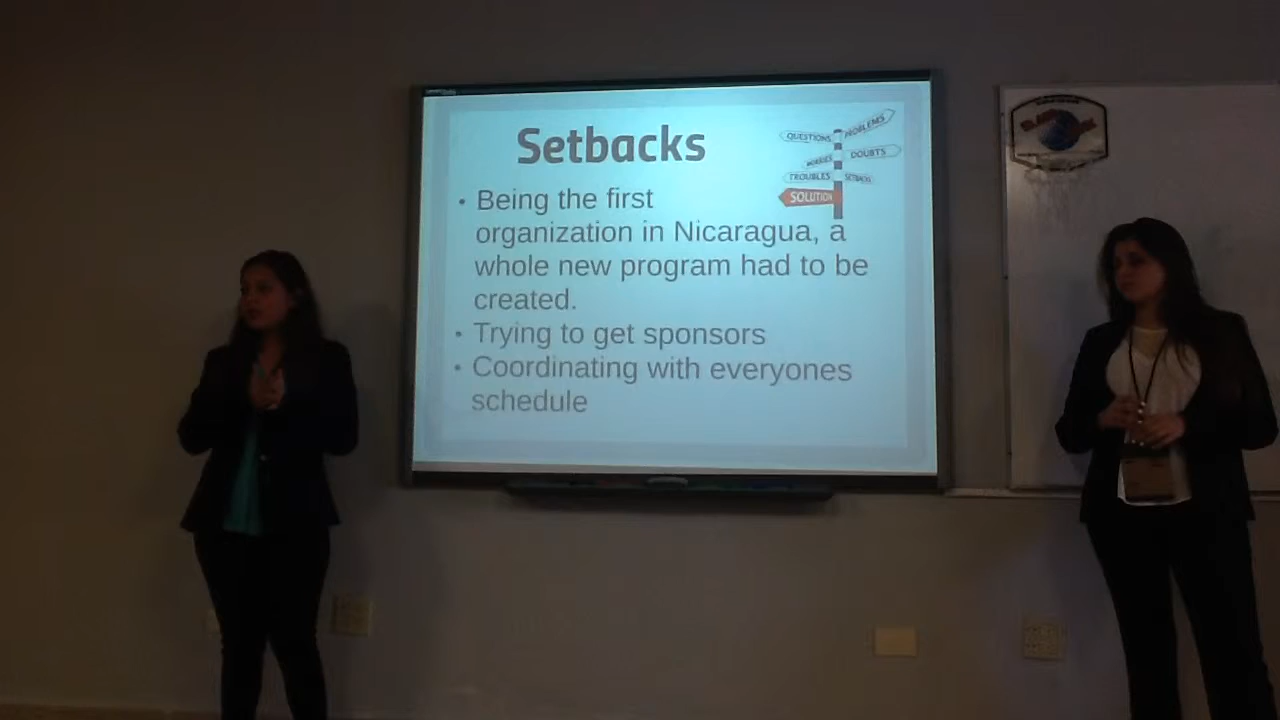 Setbacks
QUESTIONS
PROBLEMS
WORRIES
DOUBTS
TROUBLES
SETBACKS
SOLUTION
• Being the first
organization in Nicaragua, a
whole new program had to be
created.
• Trying to get sponsors
• Coordinating with everyones
schedule